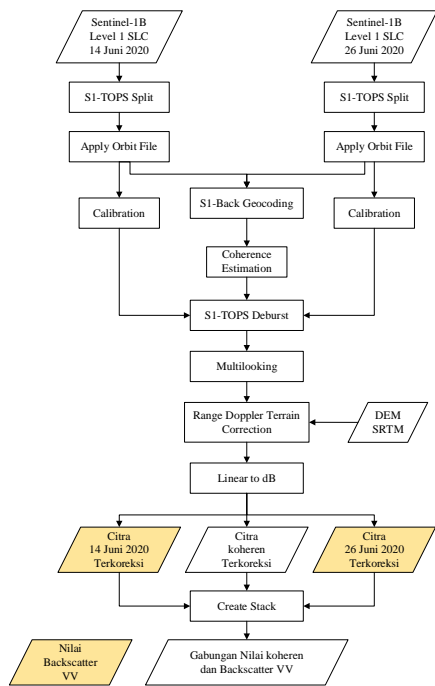 Sentinel-1B
Level 1 SLC
14 Juni 2020
Sentinel-1B
Level 1 SLC
26 Juni 2020
S1-TOPS Split
S1-TOPS Split
Apply Orbit File
Apply Orbit File
Calibration
S1-Back Geocoding
Calibration
Coherence
Estimation
S1-TOPS Deburst
Multilooking
Range Doppler Terrain
Correction
DEM
SRTM
Linear to dB
Citra
14 Juni 2020
Terkoreksi
Citra
koheren
Terkoreksi
Citra
26 Juni 2020
Terkoreksi
Create Stack
Nilai
Backscatter
VV
Gabungan Nilai koheren
dan Backscatter VV